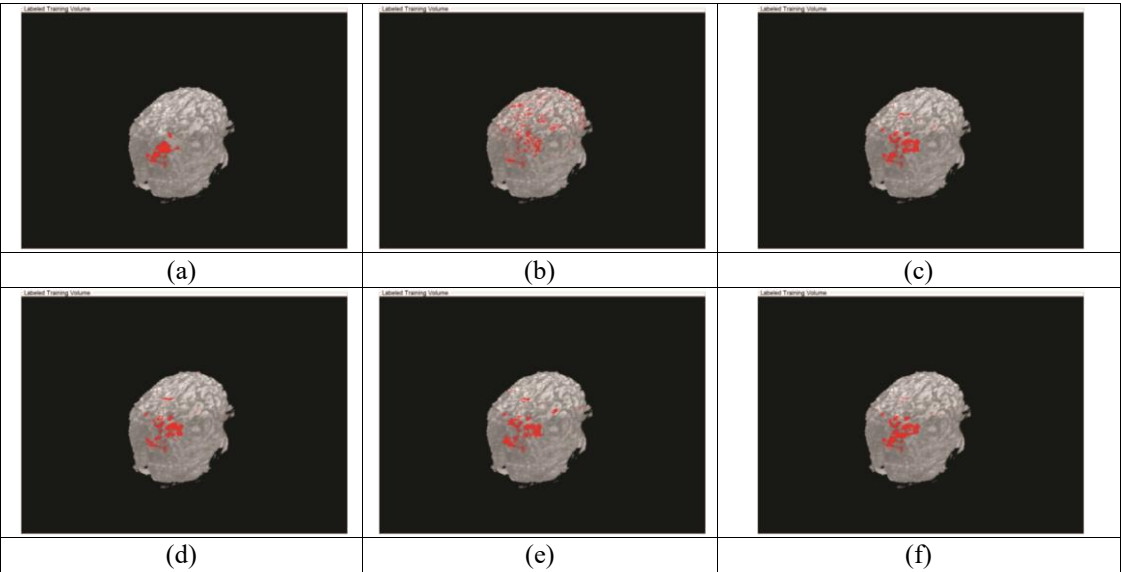 Labeled Training Volume
Labeled Training Volume
Labeled Training Volume
(a)
(b)
(c)
Labeled Training Volume
Labeled Training Volume
Labeled Training Volume
(d)
(e)
(f)